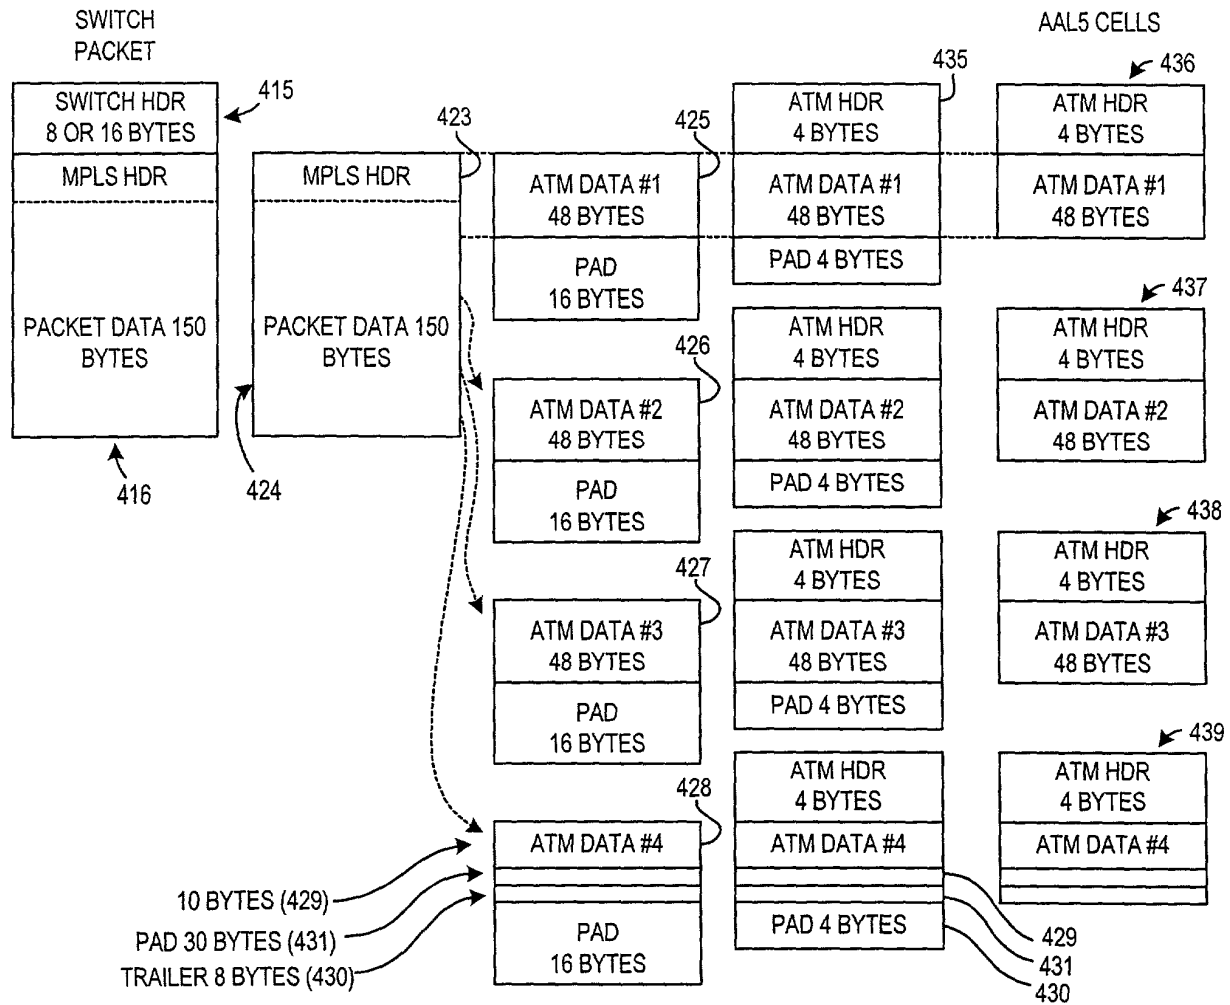 SWITCH
PACKET
SWITCH HDR
8 OR 16 BYTES
415
MPLS HDR
PACKET DATA 150
BYTES
416
423
MPLS HDR
PACKET DATA 150
BYTES
424
425
ATM DATA #1
48 BYTES
PAD
16 BYTES
426
ATM DATA #2
48 BYTES
PAD
16 BYTES
427
ATM DATA #3
48 BYTES
PAD
16 BYTES
428
ATM DATA #4
PAD
16 BYTES
10 BYTES (429)
PAD 30 BYTES (431)
TRAILER 8 BYTES (430)
435
ATM HDR
4 BYTES
ATM DATA #1
48 BYTES
PAD 4 BYTES
ATM HDR
4 BYTES
ATM DATA #2
48 BYTES
PAD 4 BYTES
ATM HDR
4 BYTES
ATM DATA #3
48 BYTES
PAD 4 BYTES
ATM HDR
4 BYTES
ATM DATA #4
PAD 4 BYTES
429
431
430
AAL5 CELLS
436
ATM HDR
4 BYTES
ATM DATA #1
48 BYTES
437
ATM HDR
4 BYTES
ATM DATA #2
48 BYTES
438
ATM HDR
4 BYTES
ATM DATA #3
48 BYTES
439
ATM HDR
4 BYTES
ATM DATA #4